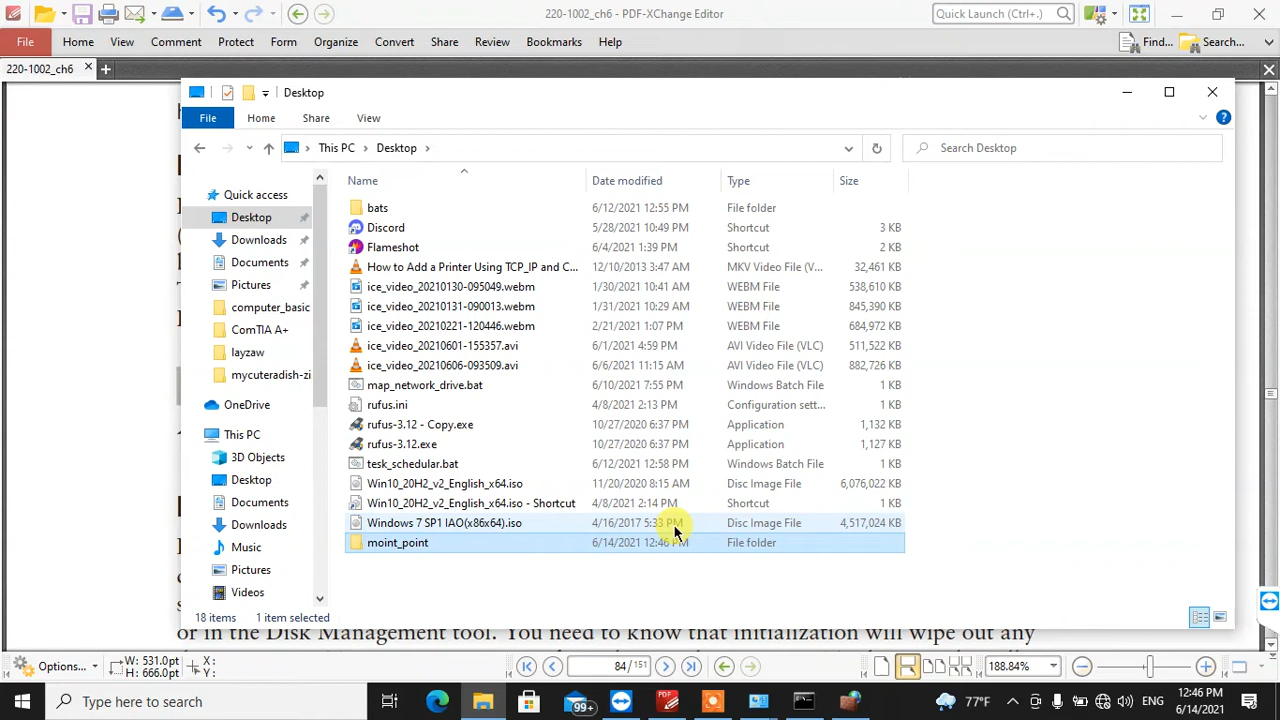 220-1002_ch6 - PDF-XChange Editor
Quick Launch (Ctrl+.)
File Home View Comment Protect Form Organize Convert Share Review Bookmarks Help
Find... Search...
220-1002_ch6
Desktop
File Home Share View
This PC Desktop
Search Desktop
Name Date modified Type Size
Quick access
Desktop
Downloads
Documents
Pictures
computer_basic
ComTIA A+
layzaw
mycuteradish-zi
OneDrive
This PC
3D Objects
Desktop
Documents
Downloads
Music
Pictures
Videos
bats 6/12/2021 12:55 PM File folder
Discord 5/28/2021 10:49 PM Shortcut 3 KB
Flameshot 6/4/2021 1:39 PM Shortcut 2 KB
How to Add a Printer Using TCP_IP and C... 12/10/2013 3:47 AM MKV Video File (V... 32,461 KB
ice_video_20210130-095049.webm 1/30/2021 10:41 AM WEBM File 538,610 KB
ice_video_20210131-090013.webm 1/31/2021 10:29 AM WEBM File 845,390 KB
ice_video_20210221-120446.webm 2/21/2021 1:07 PM WEBM File 684,972 KB
ice_video_20210601-155357.avi 6/1/2021 4:59 PM AVI Video File (VLC) 511,522 KB
ice_video_20210606-093509.avi 6/6/2021 11:15 AM AVI Video File (VLC) 882,726 KB
map_network_drive.bat 6/10/2021 7:55 PM Windows Batch File 1 KB
rufus.ini 4/8/2021 2:13 PM Configuration sett... 1 KB
rufus-3.12 - Copy.exe 10/27/2020 6:37 PM Application 1,132 KB
rufus-3.12.exe 10/27/2020 6:37 PM Application 1,127 KB
tesk_schedular.bat 6/12/2021 12:58 PM Windows Batch File 1 KB
Win10_20H2_v2_English_x64.iso 11/20/2020 8:15 AM Disc Image File 6,076,022 KB
Win10_20H2_v2_English_x64.iso - Shortcut 4/8/2021 2:14 PM Shortcut 1 KB
Windows 7 SP1 IAO(x86x64).iso 4/16/2017 5:33 PM Disc Image File 4,517,024 KB
moint_point 6/14/2021 12:46 PM File folder
18 items 1 item selected
or in the Disk Management tool. You need to know that initialization will wipe out any
Options... W: 531.0pt X:
H: 666.0pt Y:
84 / 151
188.84%
Type here to search
99+
77°F
ENG
12:46 PM
6/14/2021